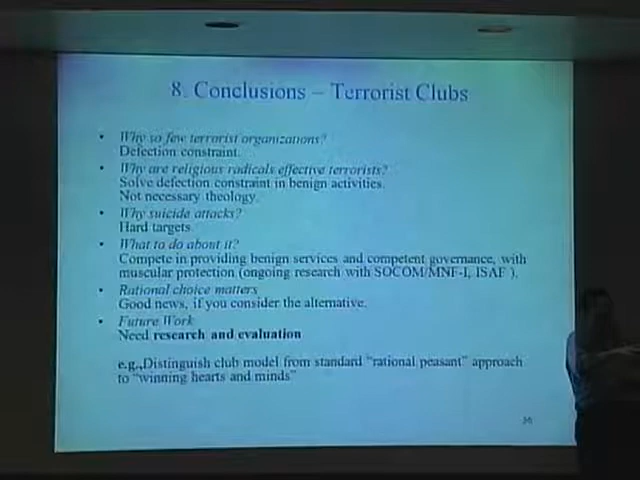 8. Conclusions – Terrorist Clubs
• Why so few terrorist organizations?
Defection constraint.
• Why are religious radicals effective terrorists?
Solve defection constraint in benign activities.
Not necessary theology.
• Why suicide attacks?
Hard targets.
• What to do about it?
Compete in providing benign services and competent governance, with
muscular protection (ongoing research with SOCOM/MNF-I, ISAF ).
• Rational choice matters
Good news, if you consider the alternative.
• Future Work
Need research and evaluation
e.g., Distinguish club model from standard “rational peasant” approach
to “winning hearts and minds”